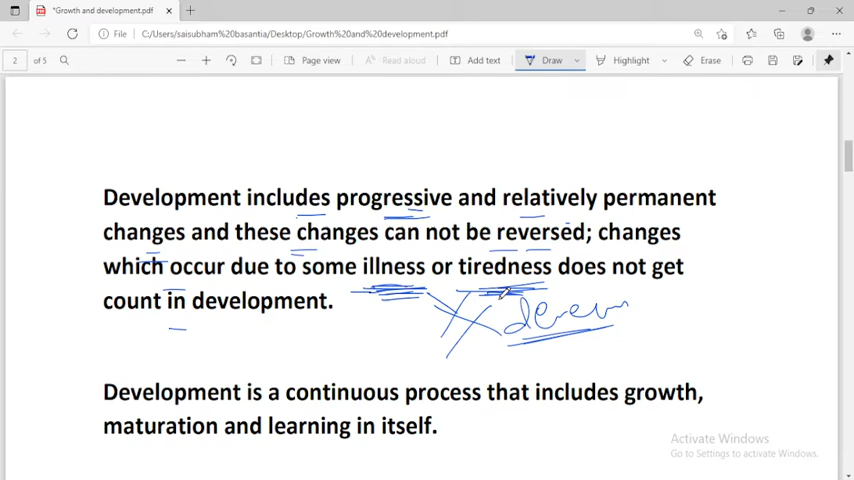 *Growth and development.pdf
File C:/Users/saisubham%20basantia/Desktop/Growth%20and%20development.pdf
2 of 5 Page view Read aloud Add text Draw Highlight Erase
Development includes progressive and relatively permanent
changes and these changes can not be reversed; changes
which occur due to some illness or tiredness does not get
count in development.
Development is a continuous process that includes growth,
maturation and learning in itself.
Activate Windows
Go to Settings to activate Windows.